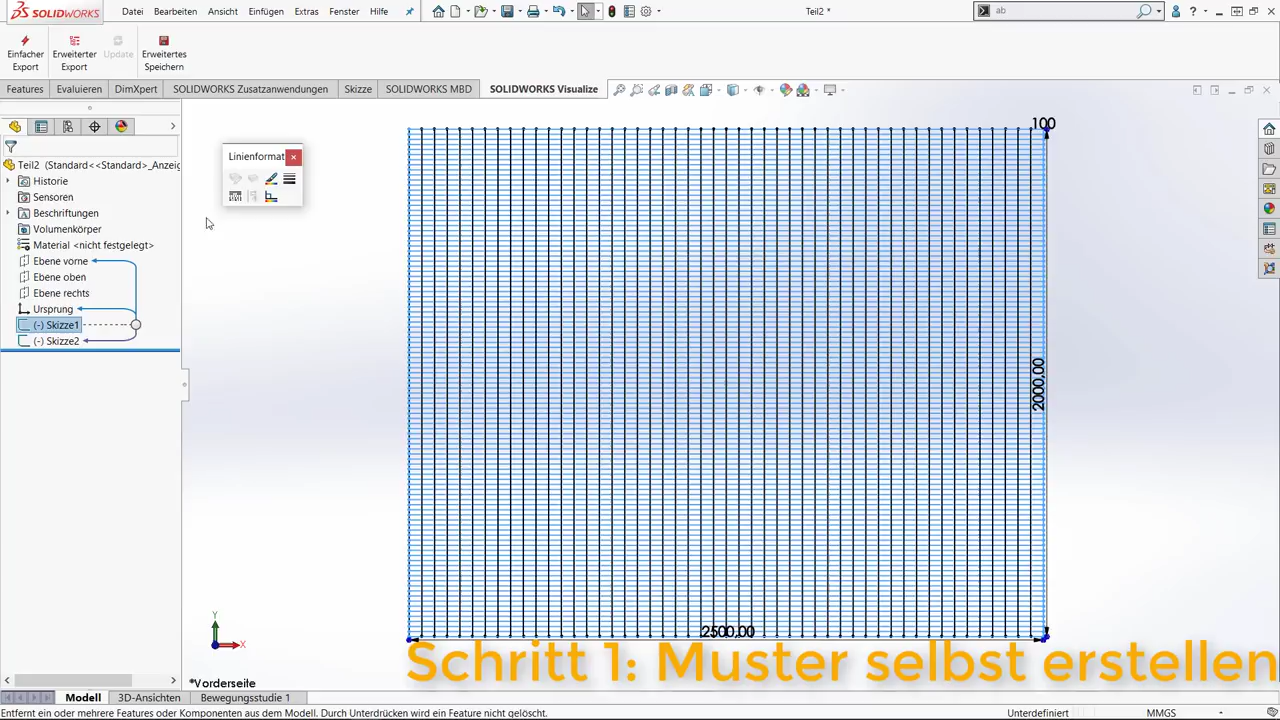 SOLIDWORKS
Datei Bearbeiten Ansicht Einfügen Extras Fenster Hilfe
Teil2 *
ab
Einfacher Export
Erweiterter Export
Update
Erweitertes Speichern
Features Evaluieren DimXpert SOLIDWORKS Zusatzanwendungen Skizze SOLIDWORKS MBD SOLIDWORKS Visualize
Linienformat
Teil2 (Standard<<Standard>_Anzeig
Historie
Sensoren
Beschriftungen
Volumenkörper
Material <nicht festgelegt>
Ebene vorne
Ebene oben
Ebene rechts
Ursprung
(-) Skizze1
(-) Skizze2
100
2000,00
2500,00
Y
X
*Vorderseite
Schritt 1: Muster selbst erstellen
Modell 3D-Ansichten Bewegungsstudie 1
Entfernt ein oder mehrere Features oder Komponenten aus dem Modell. Durch Unterdrücken wird ein Feature nicht gelöscht.
Unterdefiniert
MMGS